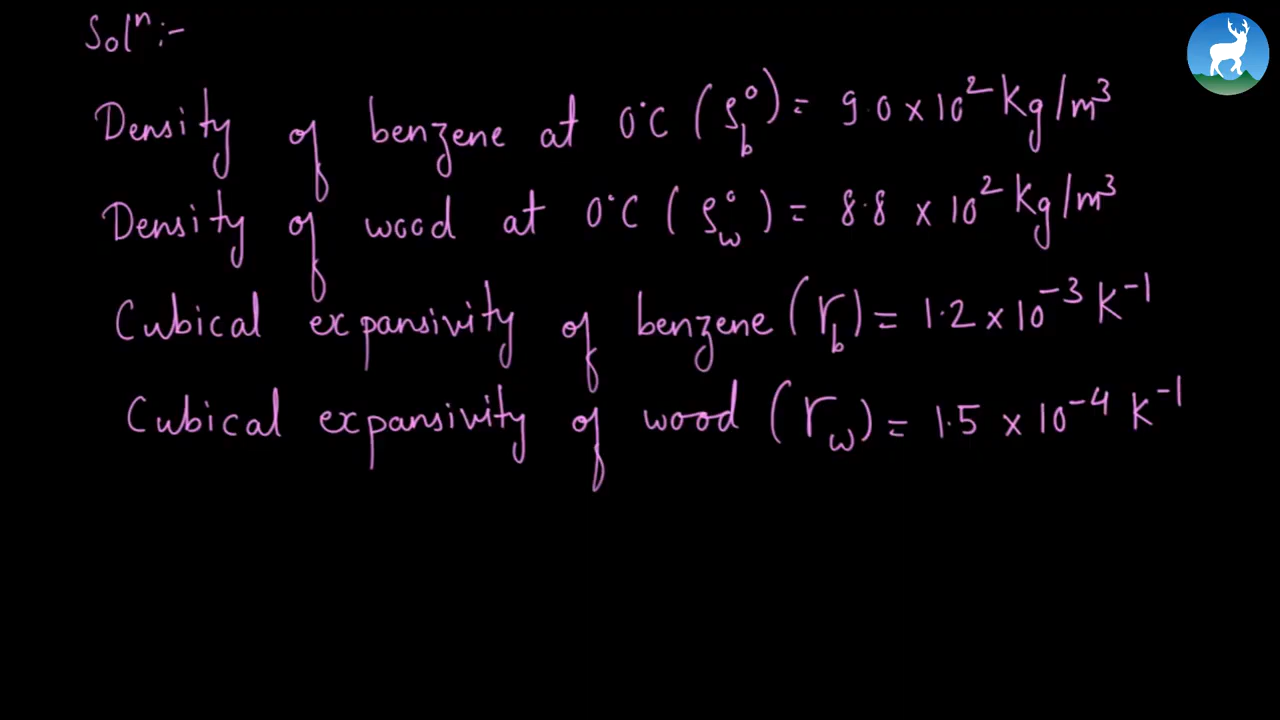 Solⁿ :-
Density of benzene at 0°C (ρ_b°) = 9.0 × 10² Kg/m³
Density of wood at 0°C (ρ_w°) = 8.8 × 10² Kg/m³
Cubical expansivity of benzene (r_b) = 1.2 × 10⁻³ K⁻¹
Cubical expansivity of wood (r_w) = 1.5 × 10⁻⁴ K⁻¹